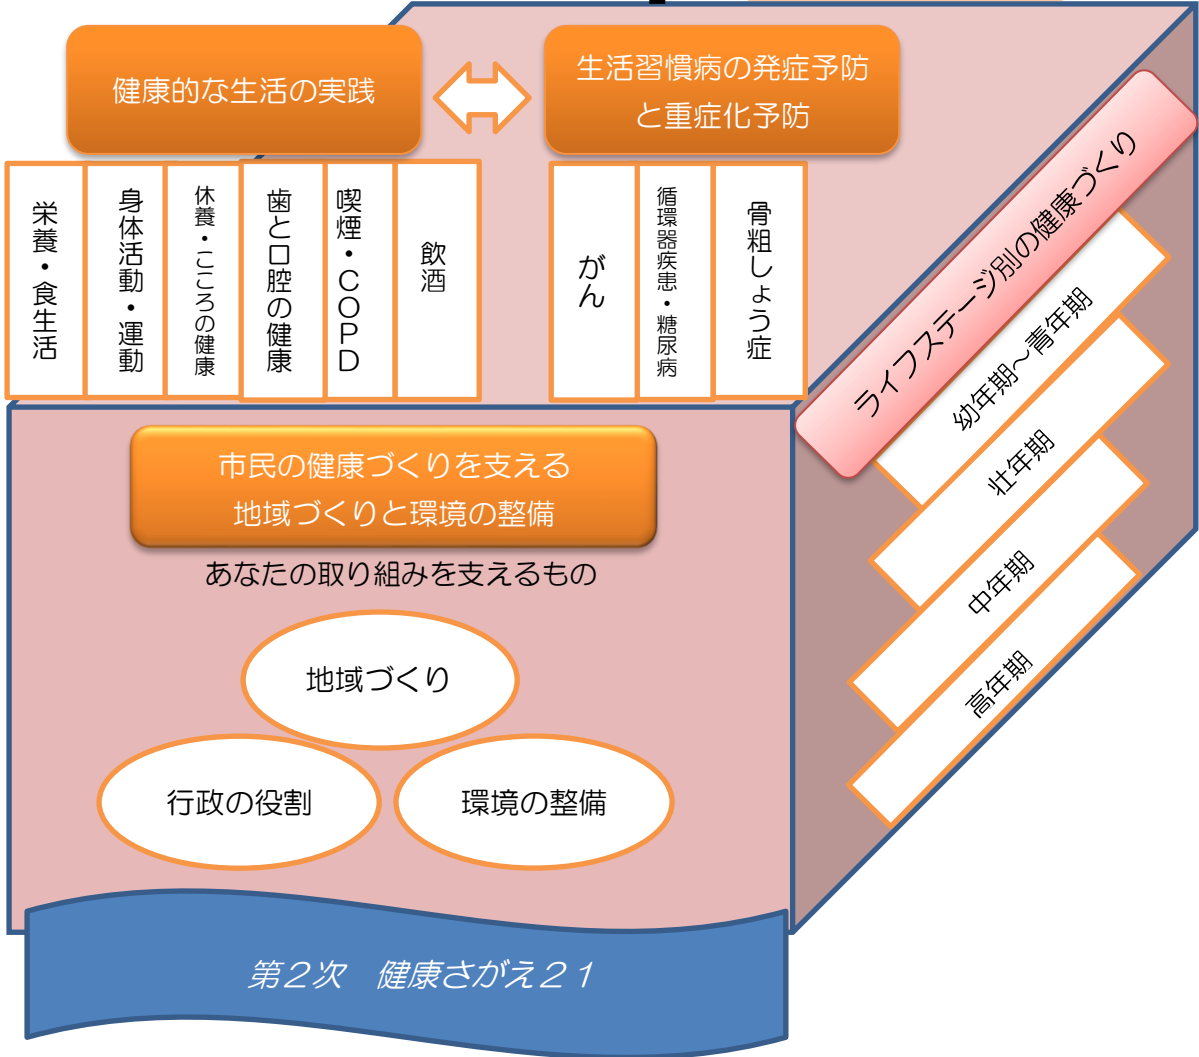 健康的な生活の実践
生活習慣病の発症予防
と重症化予防
栄養・食生活
身体活動・運動
休養・こころの健康
歯と口腔の健康
喫煙・COPD
飲酒
がん
循環器疾患・糖尿病
骨粗しょう症
ライフステージ別の健康づくり
幼年期～青年期
壮年期
中年期
高年期
市民の健康づくりを支える
地域づくりと環境の整備
あなたの取り組みを支えるもの
地域づくり
行政の役割
環境の整備
第２次　健康さがえ２１